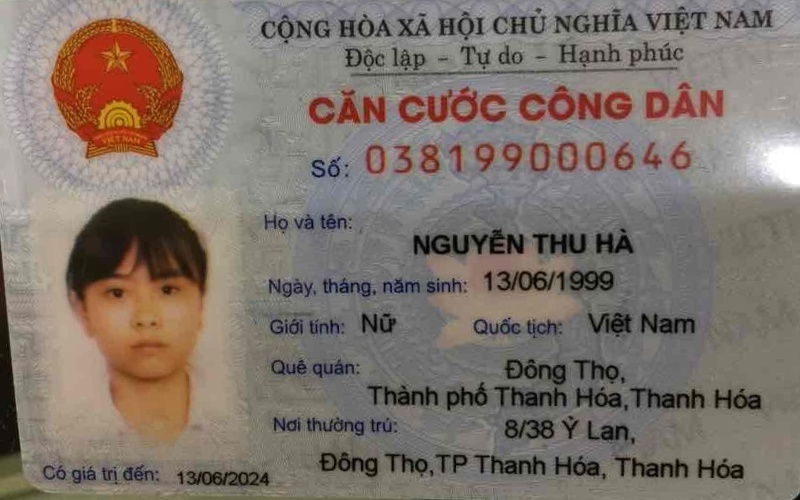 CỘNG HÒA XÃ HỘI CHỦ NGHĨA VIỆT NAM
Độc lập - Tự do - Hạnh phúc
CĂN CƯỚC CÔNG DÂN
Số: 038199000646
Họ và tên:
NGUYỄN THU HÀ
Ngày, tháng, năm sinh: 13/06/1999
Giới tính: Nữ Quốc tịch: Việt Nam
Quê quán: Đông Thọ,
Thành phố Thanh Hóa,Thanh Hóa
Nơi thường trú: 8/38 Ỷ Lan,
Đông Thọ,TP Thanh Hóa, Thanh Hóa
Có giá trị đến: 13/06/2024
VIỆT NAM